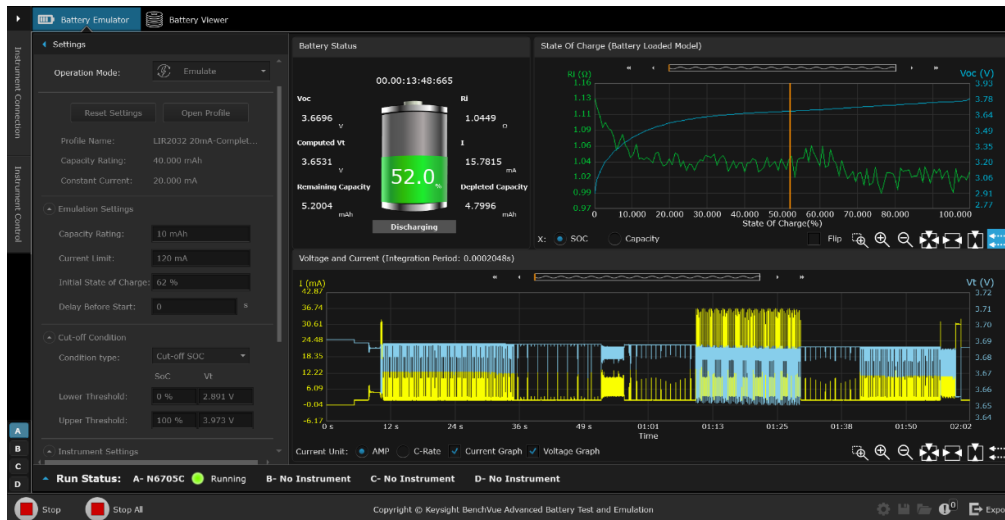 Battery Emulator
Battery Viewer
Instrument Connection
Instrument Control
Settings
Operation Mode: Emulate
Reset Settings Open Profile
Profile Name: LIR2032 20mA-Complet...
Capacity Rating: 40.000 mAh
Constant Current: 20.000 mA
Emulation Settings
Capacity Rating: 10 mAh
Current Limit: 120 mA
Initial State of Charge: 62 %
Delay Before Start: 0 s
Cut-off Condition
Condition type: Cut-off SOC
SoC Vt
Lower Threshold: 0 % 2.891 V
Upper Threshold: 100 % 3.973 V
Instrument Settings
Battery Status
00.00:13:48:665
Voc
3.6696 V
Computed Vt
3.6531 V
Remaining Capacity
5.2004 mAh
52.0 %
Discharging
Ri
1.0449 Ω
I
15.7815 mA
Depleted Capacity
4.7996 mAh
State Of Charge (Battery Loaded Model)
Ri (Ω)
1.16
1.13
1.11
1.09
1.06
1.04
1.02
0.99
0.97
Voc (V)
3.93
3.78
3.64
3.49
3.35
3.20
3.06
2.91
2.77
0 10.000 20.000 30.000 40.000 50.000 60.000 70.000 80.000 100.000
State Of Charge(%)
X: SOC Capacity Flip
Voltage and Current (Integration Period: 0.0002048s)
I (mA)
42.87
36.74
30.61
24.48
18.35
12.22
6.09
-0.04
-6.17
Vt (V)
3.72
3.71
3.70
3.69
3.68
3.67
3.66
3.65
3.64
0 s 12 s 24 s 36 s 49 s 01:01 01:13 01:25 01:38 01:50 02:02
Time
Current Unit: AMP C-Rate Current Graph Voltage Graph
A
B
C
D
Run Status: A- N6705C Running B- No Instrument C- No Instrument D- No Instrument
Stop Stop All Copyright © Keysight BenchVue Advanced Battery Test and Emulation 0 Expo